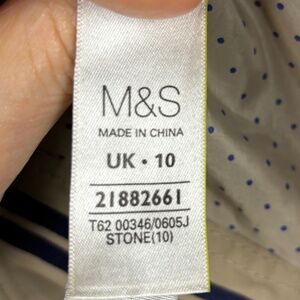 M&S
MADE IN CHINA
UK • 10
21882661
T62 00346/0605J
STONE(10)